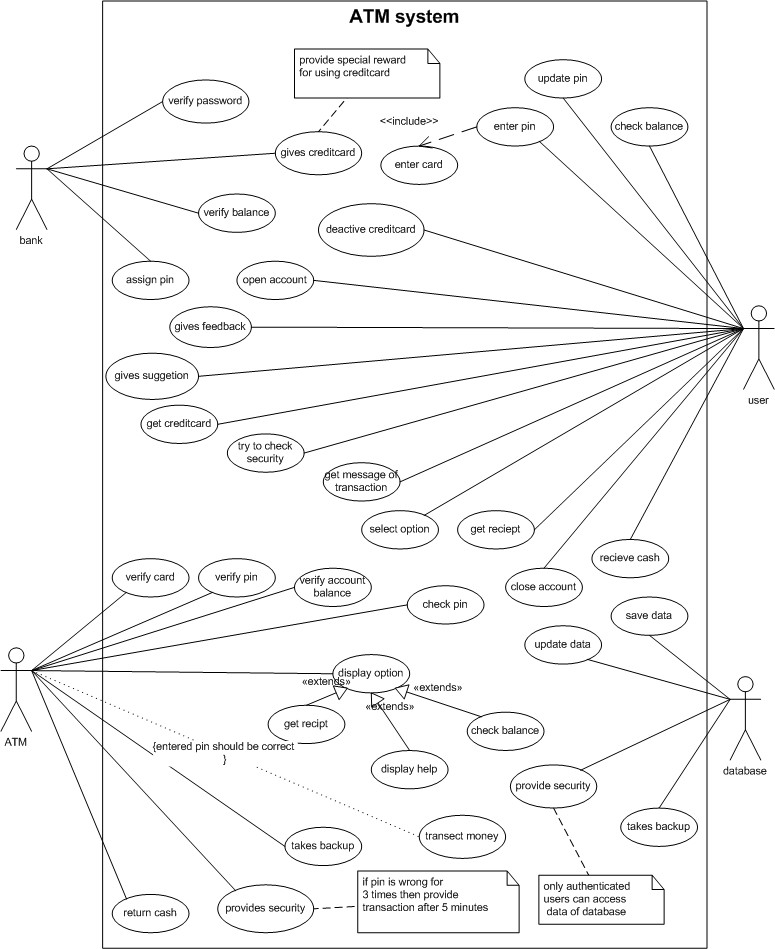 ATM system
provide special reward
for using creditcard
update pin
verify password
<<include>>
enter pin
check balance
gives creditcard
enter card
verify balance
bank
deactive creditcard
assign pin
open account
gives feedback
gives suggetion
user
get creditcard
try to check
security
get message of
transaction
select option
get reciept
recieve cash
verify card
verify pin
verify account
balance
close account
check pin
save data
update data
display option
«extends»
«extends»
«extends»
get recipt
check balance
ATM
{entered pin should be correct
}
display help
database
provide security
transect money
takes backup
takes backup
if pin is wrong for
3 times then provide
transaction after 5 minutes
only authenticated
users can access
data of database
provides security
return cash